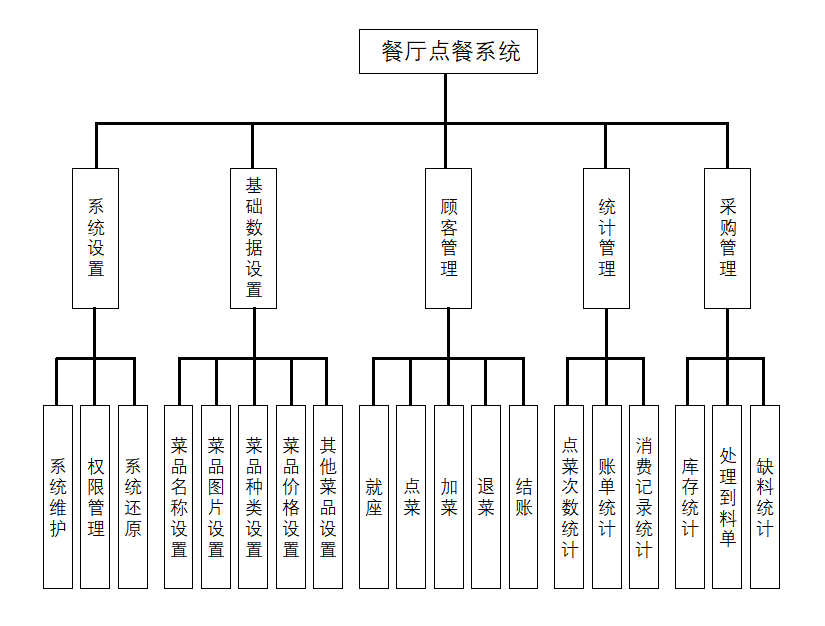 餐厅点餐系统
系统设置
基础数据设置
顾客管理
统计管理
采购管理
系统维护
权限管理
系统还原
菜品名称设置
菜品图片设置
菜品种类设置
菜品价格设置
其他菜品设置
就座
点菜
加菜
退菜
结账
点菜次数统计
账单统计
消费记录统计
库存统计
处理到料单
缺料统计